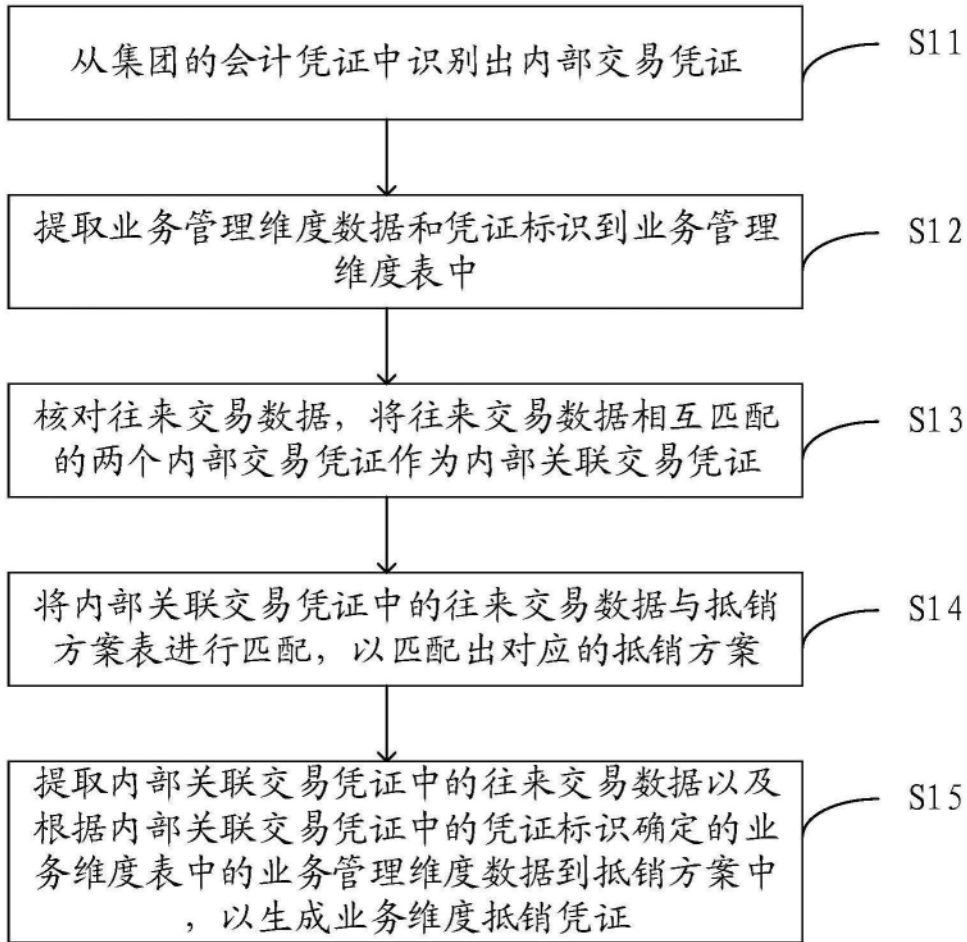 从集团的会计凭证中识别出内部交易凭证
S11
提取业务管理维度数据和凭证标识到业务管理
维度表中
S12
核对往来交易数据，将往来交易数据相互匹配
的两个内部交易凭证作为内部关联交易凭证
S13
将内部关联交易凭证中的往来交易数据与抵销
方案表进行匹配，以匹配出对应的抵销方案
S14
提取内部关联交易凭证中的往来交易数据以及
根据内部关联交易凭证中的凭证标识确定的业
务维度表中的业务管理维度数据到抵销方案中
，以生成业务维度抵销凭证
S15